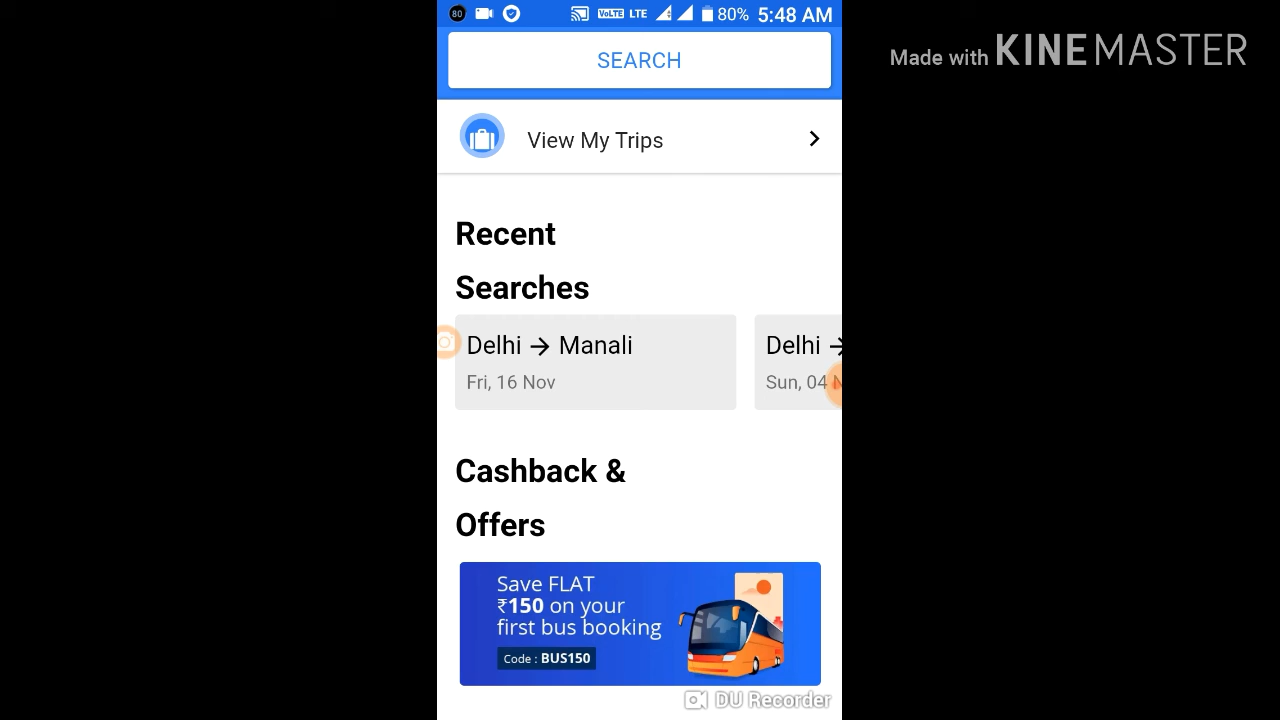 80 VoLTE LTE 80% 5:48 AM
Made with KINEMASTER
SEARCH
View My Trips
Recent
Searches
Delhi → Manali
Fri, 16 Nov
Delhi →
Sun, 04 N
Cashback &
Offers
Save FLAT
₹150 on your
first bus booking
Code : BUS150
DU Recorder